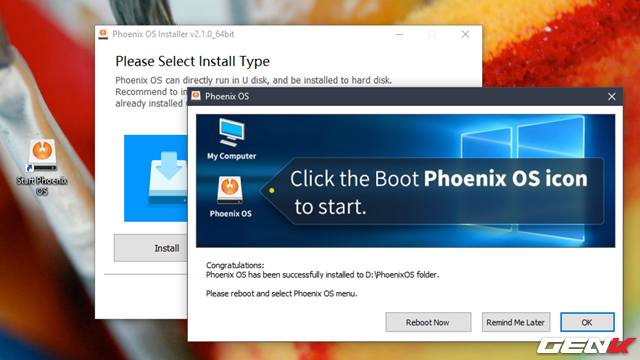 Phoenix OS Installer v2.1.0_64bit
Please Select Install Type
Phoenix OS can directly run in U disk, and be installed to hard disk.
Recommend to in
already installed
Install
Start Phoenix
OS
Phoenix OS
My Computer
Phoenix OS
Click the Boot Phoenix OS icon
to start.
Congratulations:
Phoenix OS has been successfully installed to D:\PhoenixOS folder.
Please reboot and select Phoenix OS menu.
Reboot Now
Remind Me Later
OK
GENK